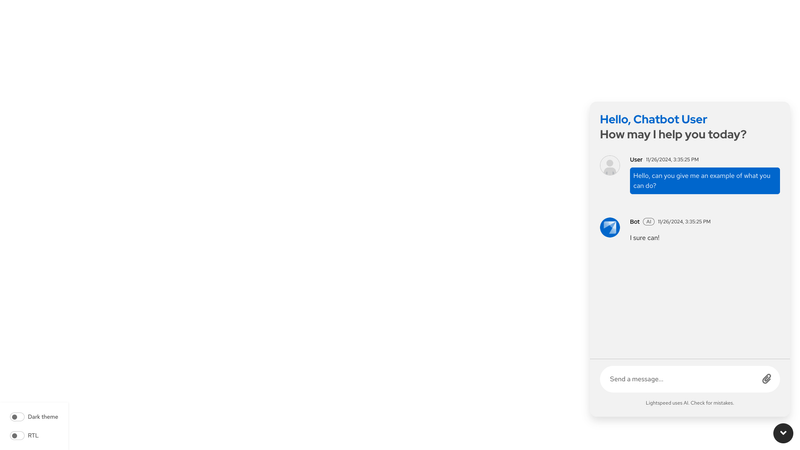 Hello, Chatbot User
How may I help you today?
User 11/26/2024, 3:35:25 PM
Hello, can you give me an example of what you
can do?
Bot AI 11/26/2024, 3:35:25 PM
I sure can!
Send a message...
Lightspeed uses AI. Check for mistakes.
Dark theme
RTL